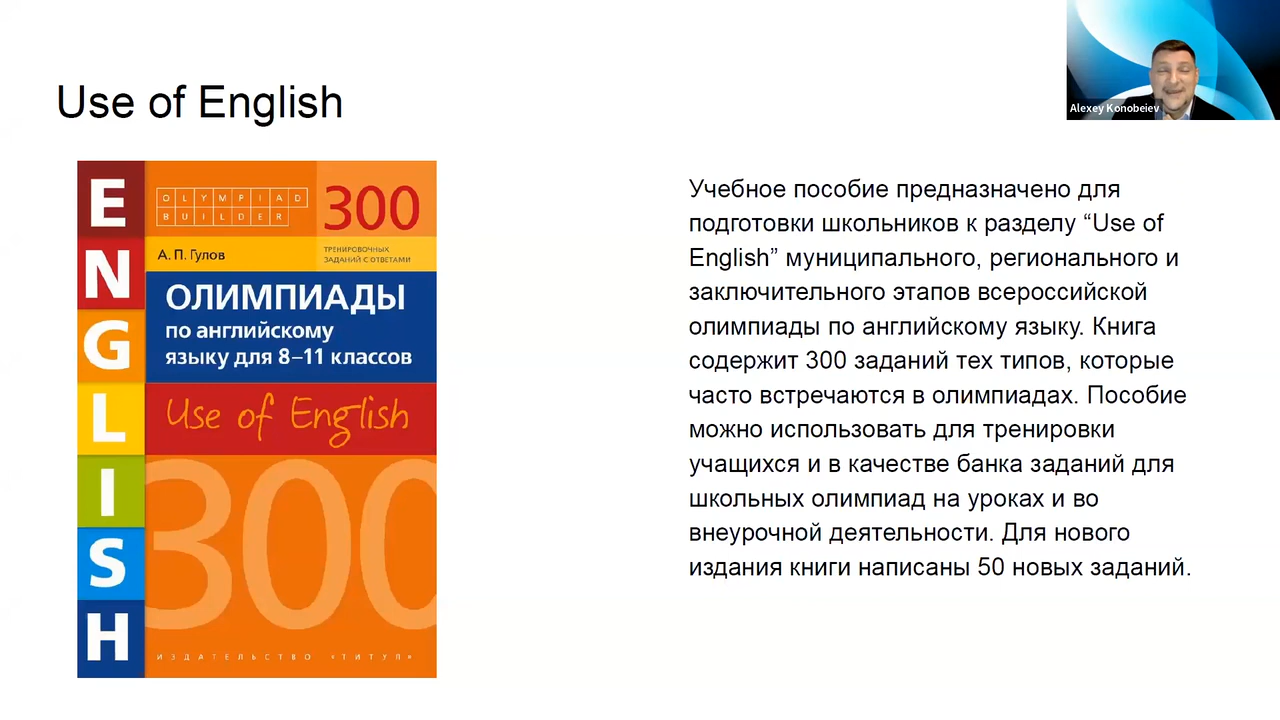 Use of English
Alexey Konobeiev
E
N
G
L
I
S
H
OLYMPIAD
BUILDER
300
ТРЕНИРОВОЧНЫХ
ЗАДАНИЙ С ОТВЕТАМИ
А. П. Гулов
ОЛИМПИАДЫ
по английскому
языку для 8–11 классов
Use of English
300
ИЗДАТЕЛЬСТВО «ТИТУЛ»
Учебное пособие предназначено для
подготовки школьников к разделу “Use of
English” муниципального, регионального и
заключительного этапов всероссийской
олимпиады по английскому языку. Книга
содержит 300 заданий тех типов, которые
часто встречаются в олимпиадах. Пособие
можно использовать для тренировки
учащихся и в качестве банка заданий для
школьных олимпиад на уроках и во
внеурочной деятельности. Для нового
издания книги написаны 50 новых заданий.